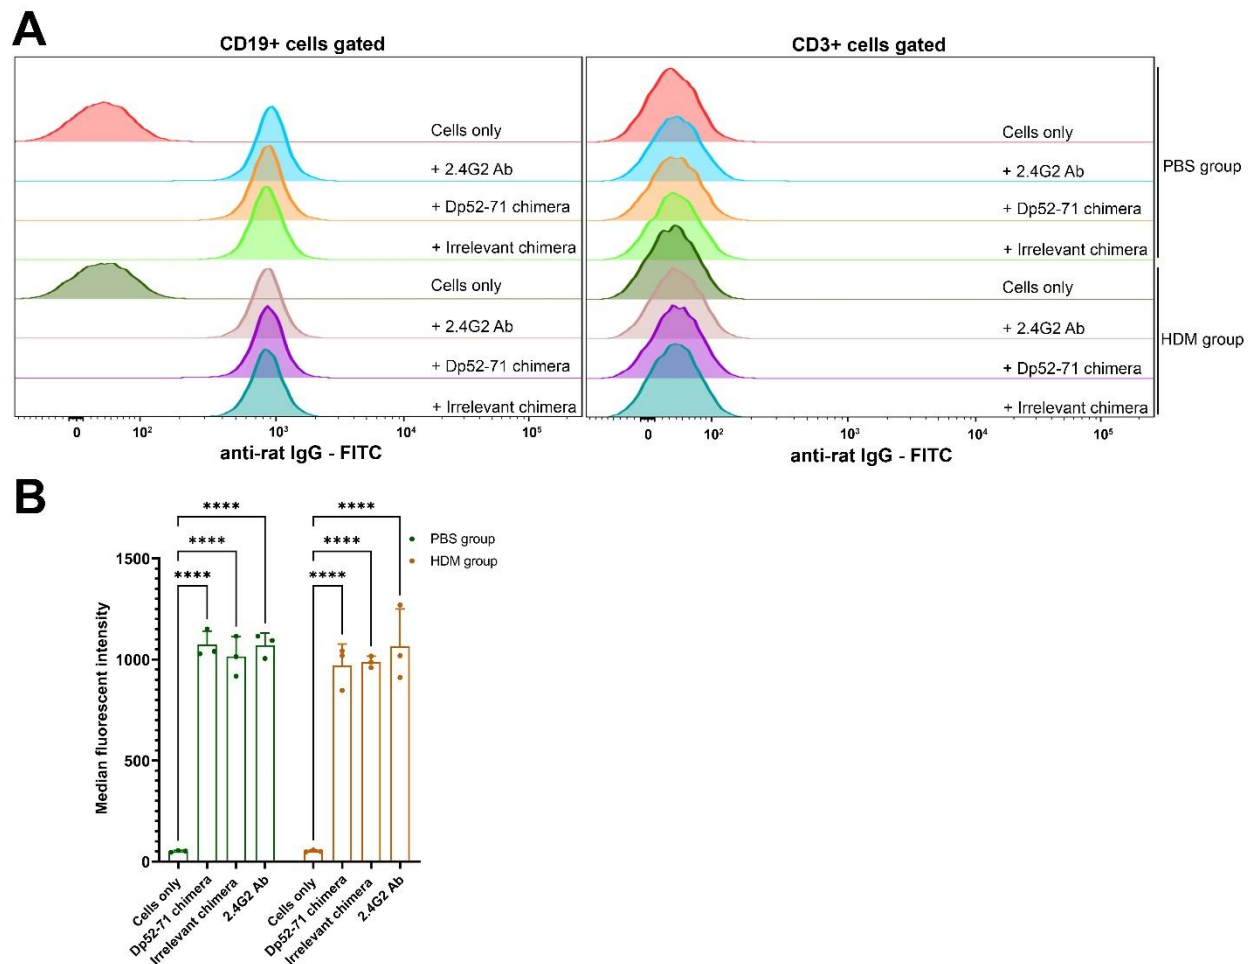 A
CD19+ cells gated
CD3+ cells gated
Cells only
+ 2.4G2 Ab
+ Dp52-71 chimera
+ Irrelevant chimera
Cells only
+ 2.4G2 Ab
+ Dp52-71 chimera
+ Irrelevant chimera
0 10² 10³ 10⁴ 10⁵
anti-rat IgG - FITC
Cells only
+ 2.4G2 Ab
+ Dp52-71 chimera
+ Irrelevant chimera
Cells only
+ 2.4G2 Ab
+ Dp52-71 chimera
+ Irrelevant chimera
0 10² 10³ 10⁴ 10⁵
anti-rat IgG - FITC
PBS group
HDM group
B
**** ****
**** ****
**** ****
PBS group
HDM group
Median fluorescent intensity
1500
1000
500
0
Cells only
Dp52-71 chimera
Irrelevant chimera
2.4G2 Ab
Cells only
Dp52-71 chimera
Irrelevant chimera
2.4G2 Ab